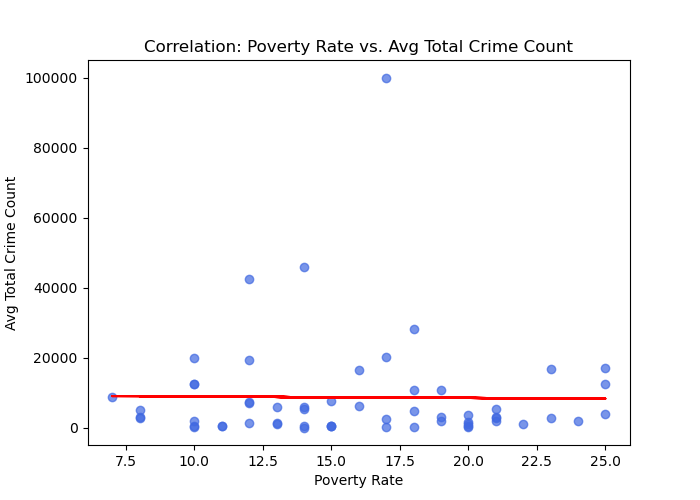 Correlation: Poverty Rate vs. Avg Total Crime Count
Avg Total Crime Count
100000
80000
60000
40000
20000
0
7.5 10.0 12.5 15.0 17.5 20.0 22.5 25.0
Poverty Rate